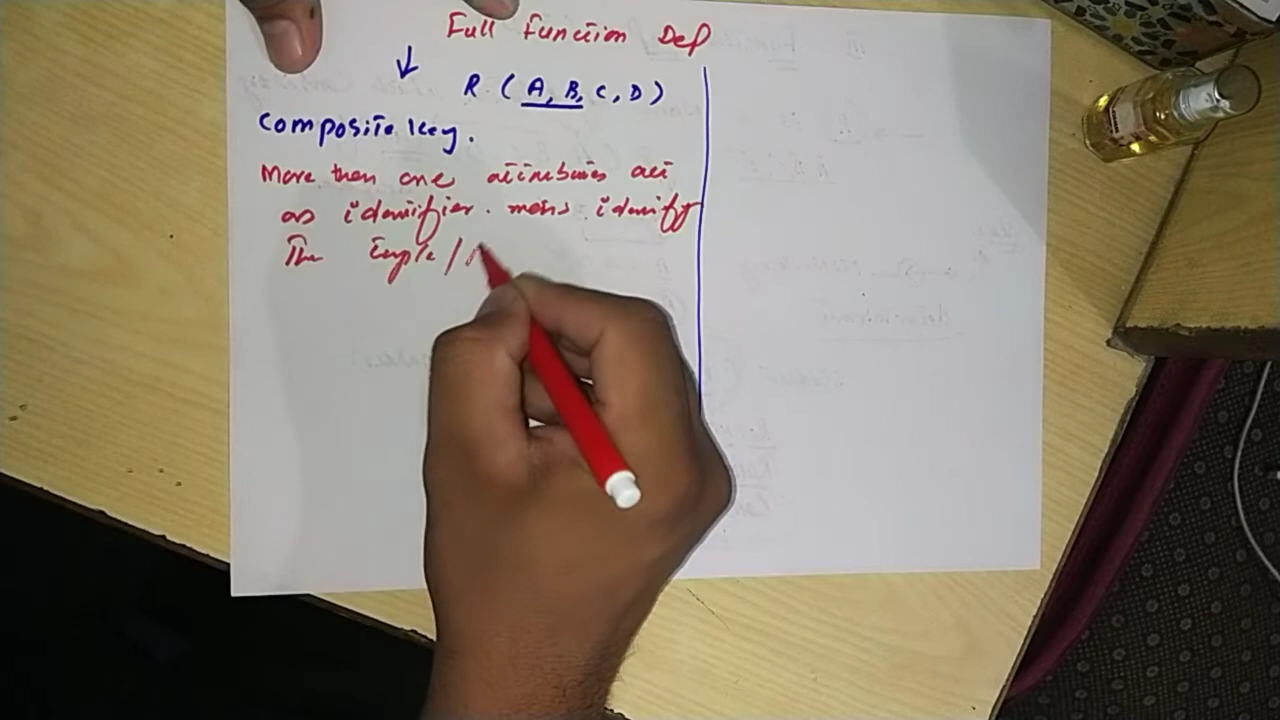 Full Function Dep
R (A, B, C, D)
Composite key.
More then one attributes act
as identifier. means identify
The tuple /